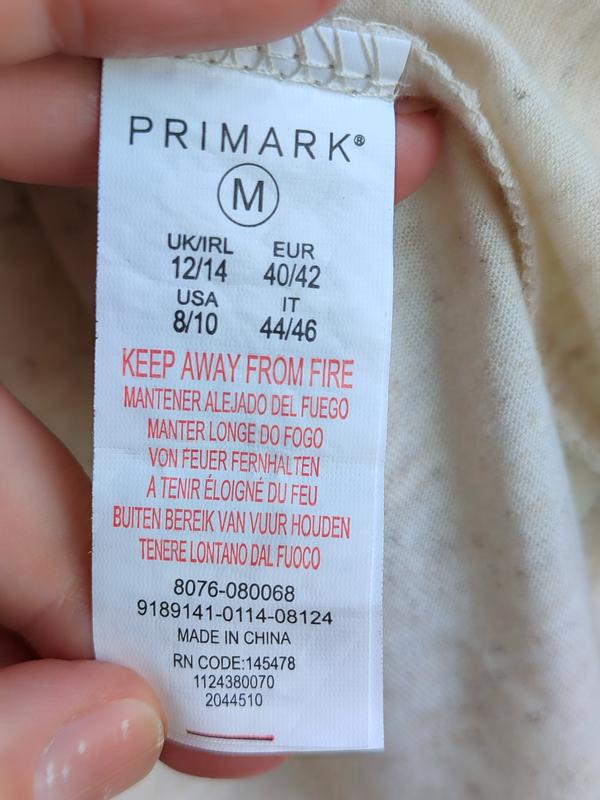 PRIMARK®
M
UK/IRL EUR
12/14 40/42
USA IT
8/10 44/46
KEEP AWAY FROM FIRE
MANTENER ALEJADO DEL FUEGO
MANTER LONGE DO FOGO
VON FEUER FERNHALTEN
A TENIR ÉLOIGNÉ DU FEU
BUITEN BEREIK VAN VUUR HOUDEN
TENERE LONTANO DAL FUOCO
8076-080068
9189141-0114-08124
MADE IN CHINA
RN CODE:145478
1124380070
2044510